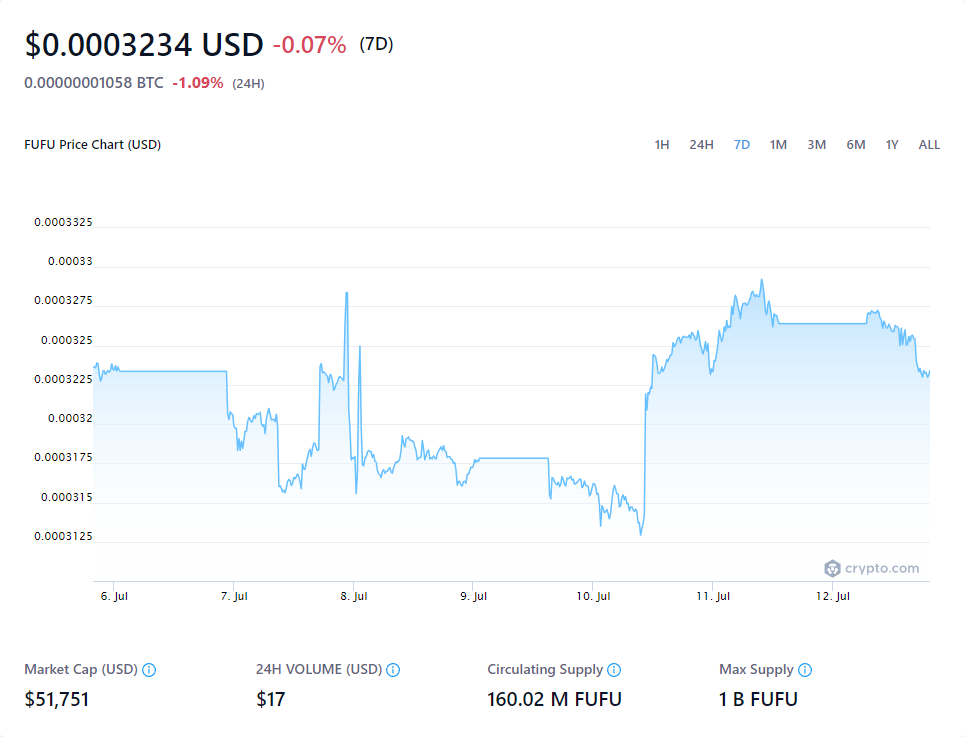 $0.0003234 USD -0.07% (7D)
0.00000001058 BTC -1.09% (24H)
FUFU Price Chart (USD) 1H 24H 7D 1M 3M 6M 1Y ALL
0.0003325
0.00033
0.0003275
0.000325
0.0003225
0.00032
0.0003175
0.000315
0.0003125
crypto.com
6. Jul 7. Jul 8. Jul 9. Jul 10. Jul 11. Jul 12. Jul
Market Cap (USD) 24H VOLUME (USD) Circulating Supply Max Supply
$51,751 $17 160.02 M FUFU 1 B FUFU